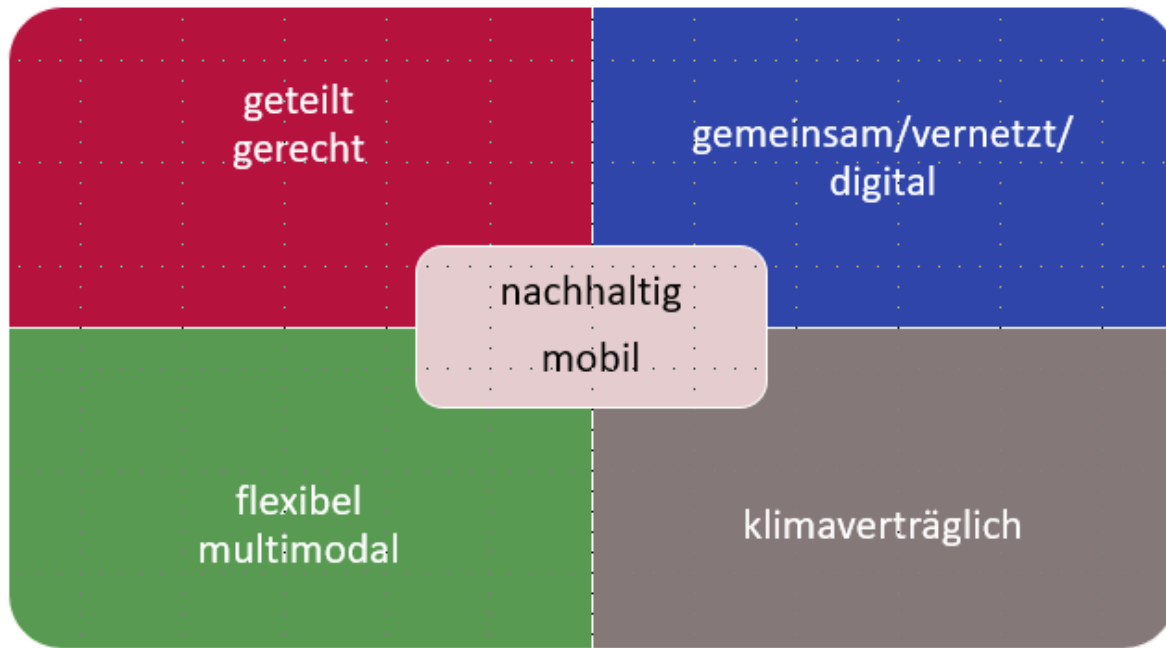 geteilt
gerecht
gemeinsam/vernetzt/
digital
nachhaltig
mobil
flexibel
multimodal
klimaverträglich